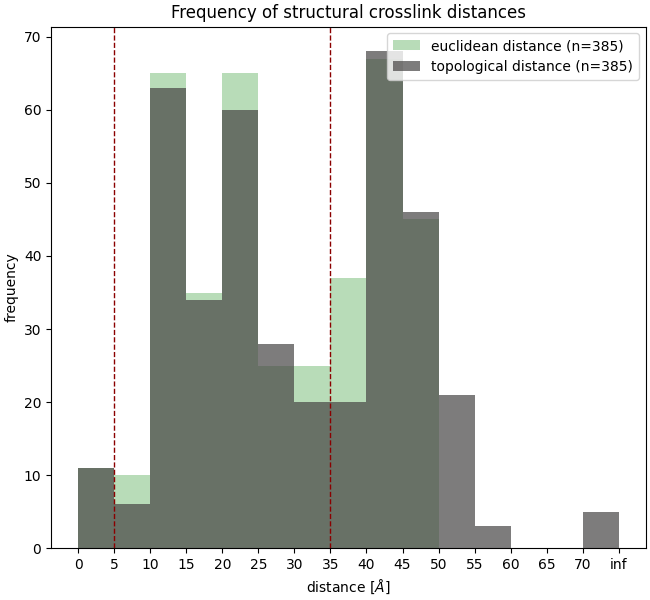 Frequency of structural crosslink distances
euclidean distance (n=385)
topological distance (n=385)
70
60
50
40
30
20
10
0
frequency
0 5 10 15 20 25 30 35 40 45 50 55 60 65 70 inf
distance [Å]